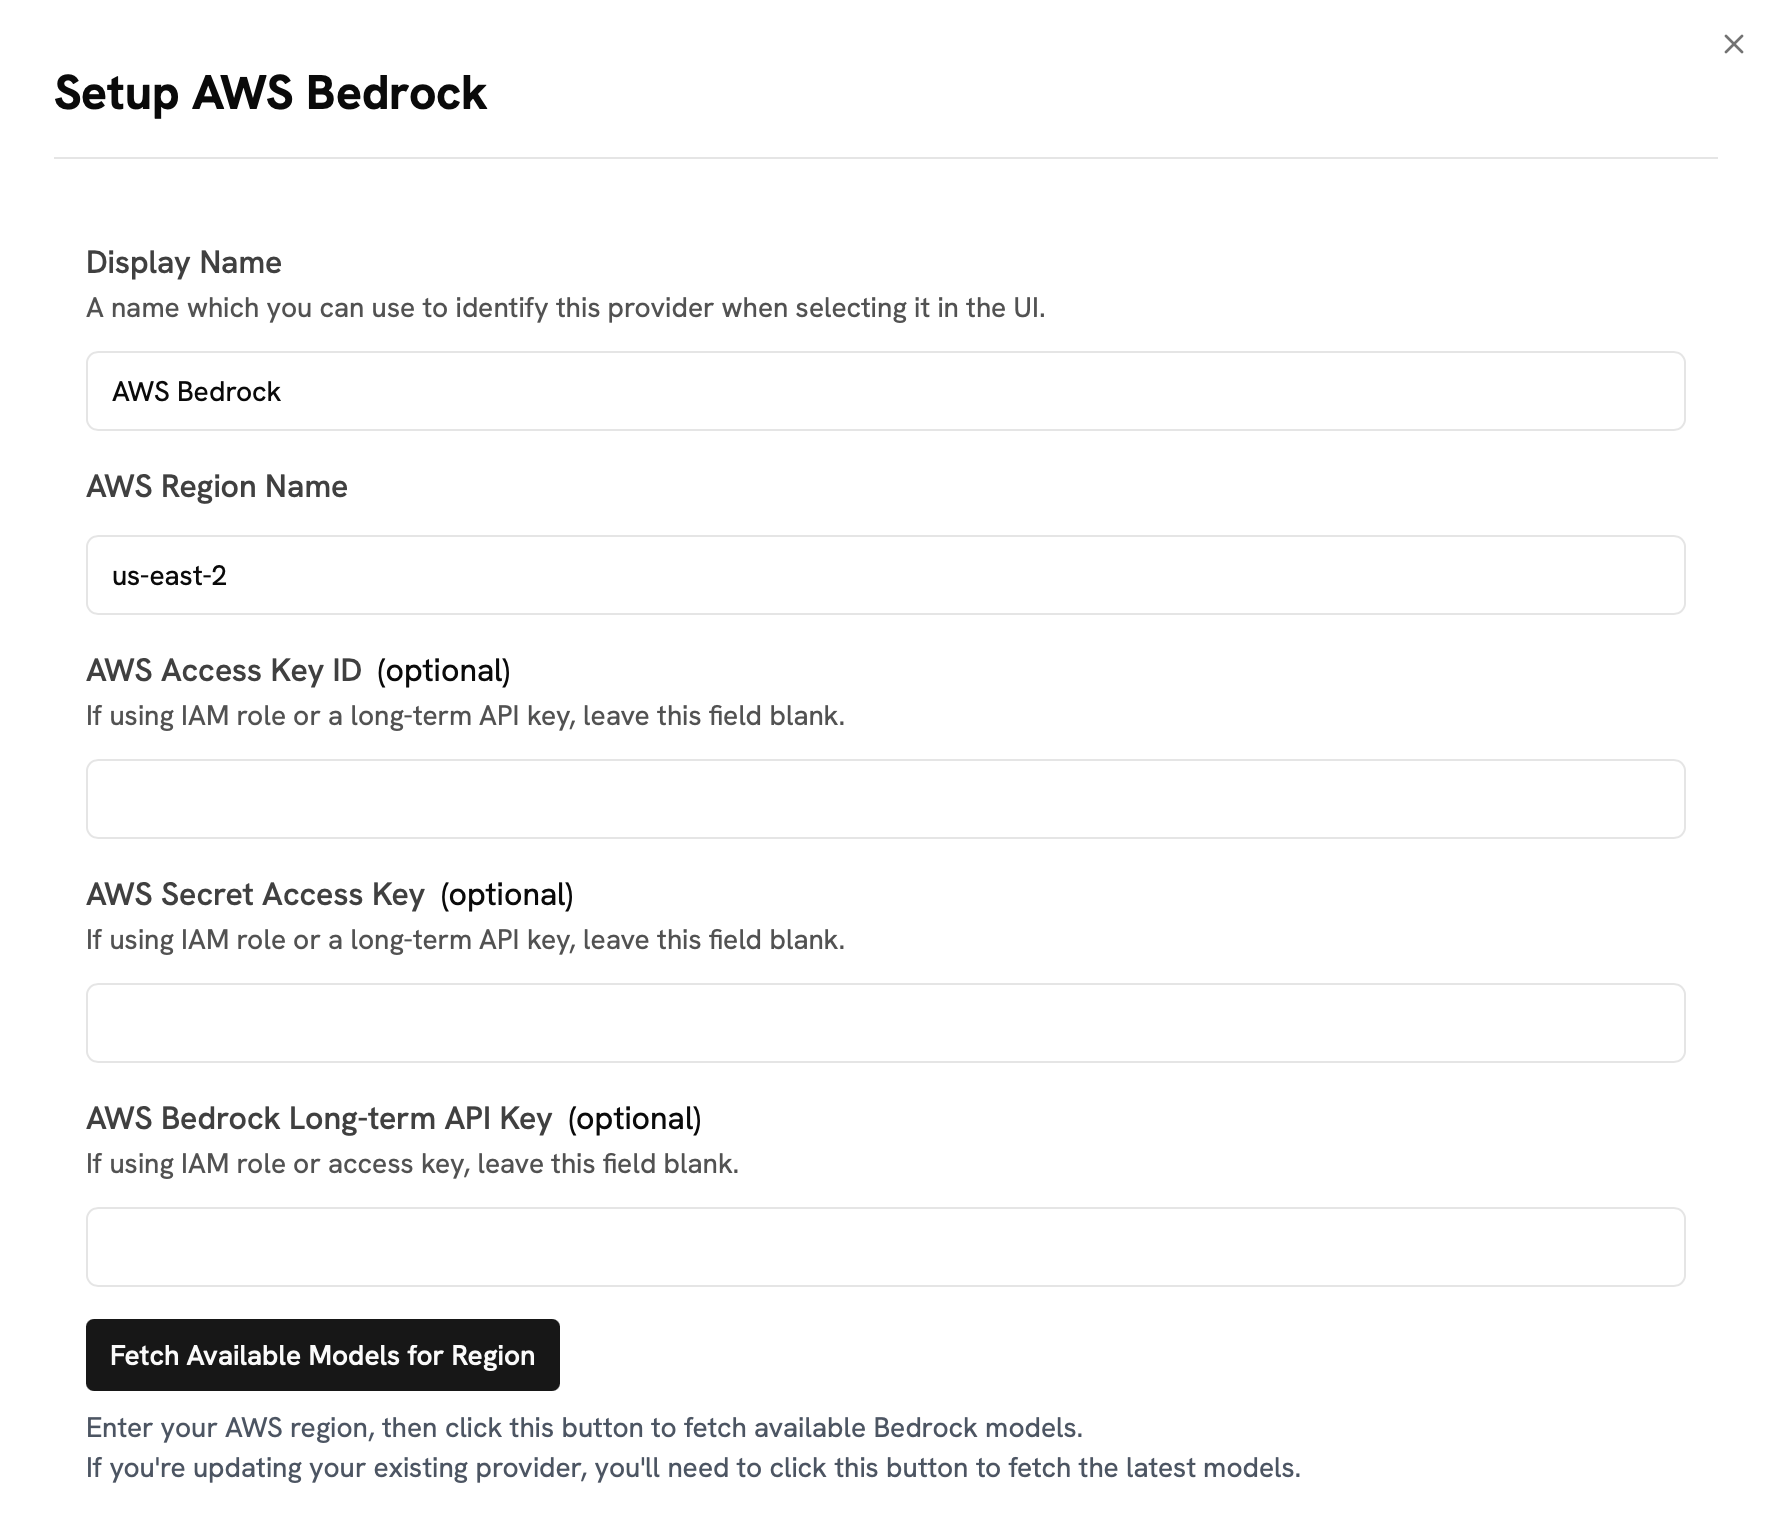 Setup AWS Bedrock
Display Name
A name which you can use to identify this provider when selecting it in the UI.
AWS Bedrock
AWS Region Name
us-east-2
AWS Access Key ID (optional)
If using IAM role or a long-term API key, leave this field blank.
AWS Secret Access Key (optional)
If using IAM role or a long-term API key, leave this field blank.
AWS Bedrock Long-term API Key (optional)
If using IAM role or access key, leave this field blank.
Fetch Available Models for Region
Enter your AWS region, then click this button to fetch available Bedrock models.
If you're updating your existing provider, you'll need to click this button to fetch the latest models.